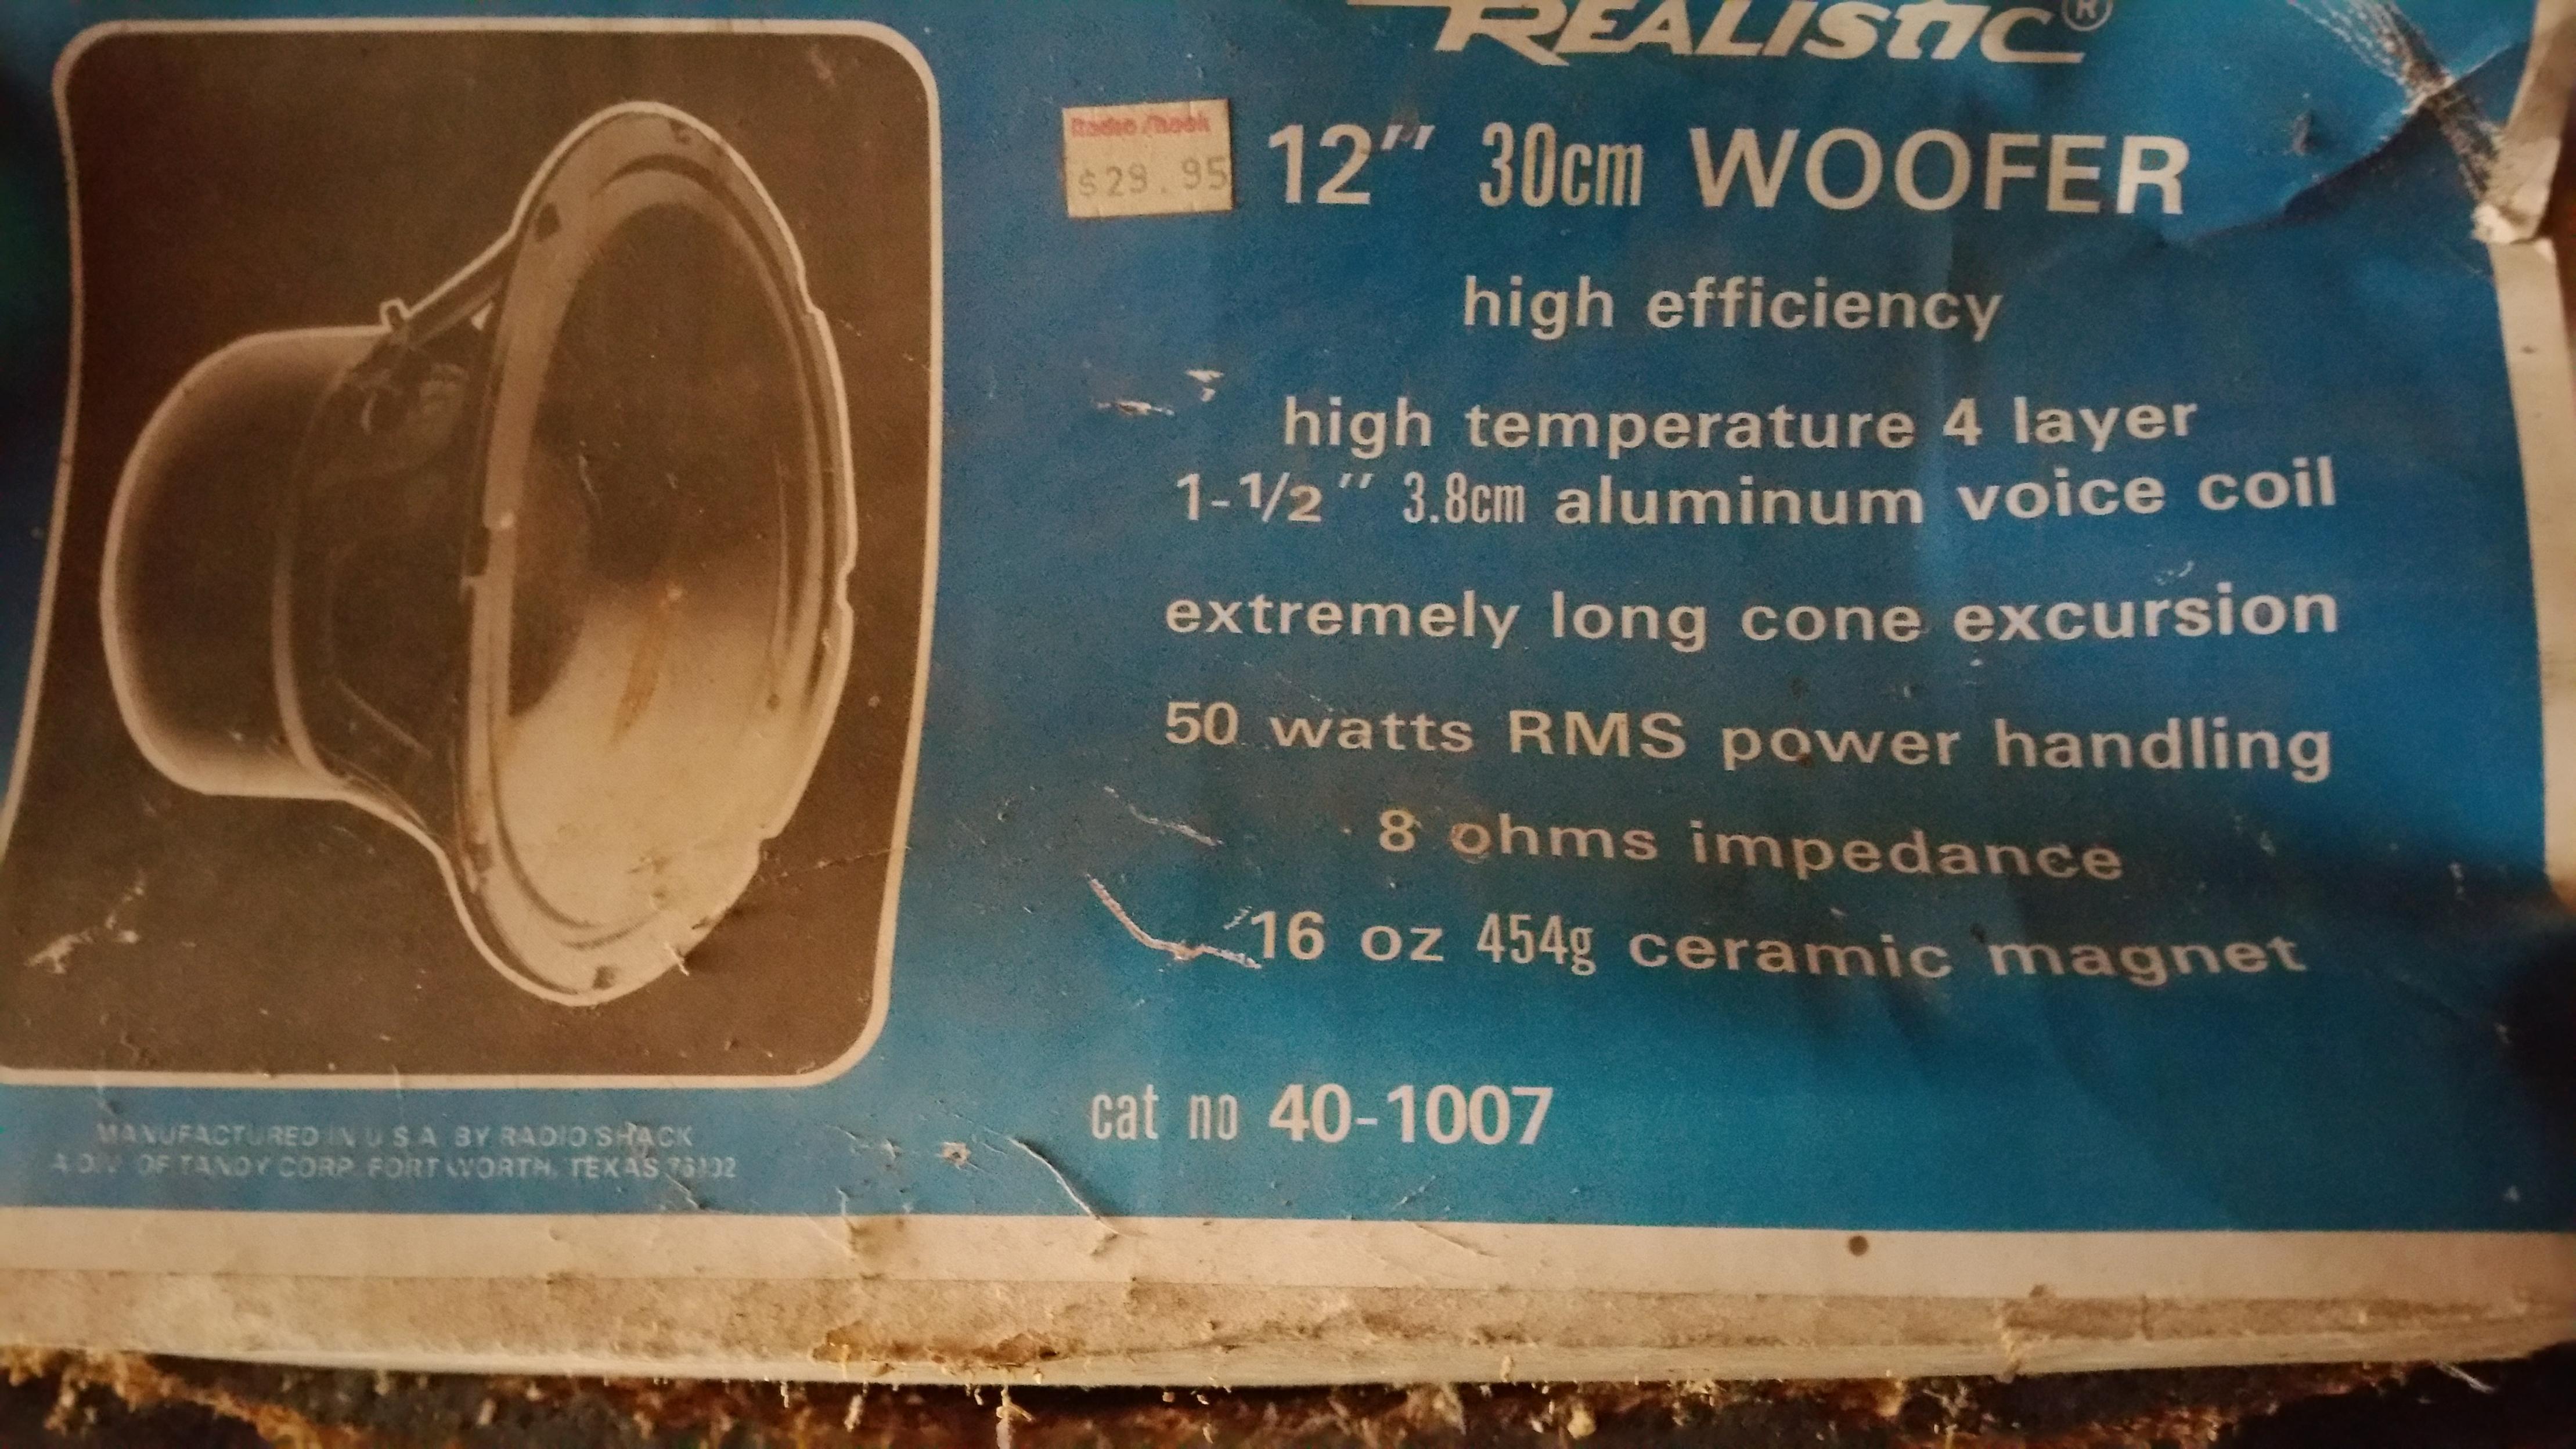 REALISTIC®
Radio Shack
$29.95
12" 30cm WOOFER
high efficiency
high temperature 4 layer
1-1/2" 3.8cm aluminum voice coil
extremely long cone excursion
50 watts RMS power handling
8 ohms impedance
16 oz 454g ceramic magnet
cat no 40-1007
MANUFACTURED IN U S A BY RADIO SHACK
A DIV OF TANDY CORP. FORT WORTH, TEXAS 76102